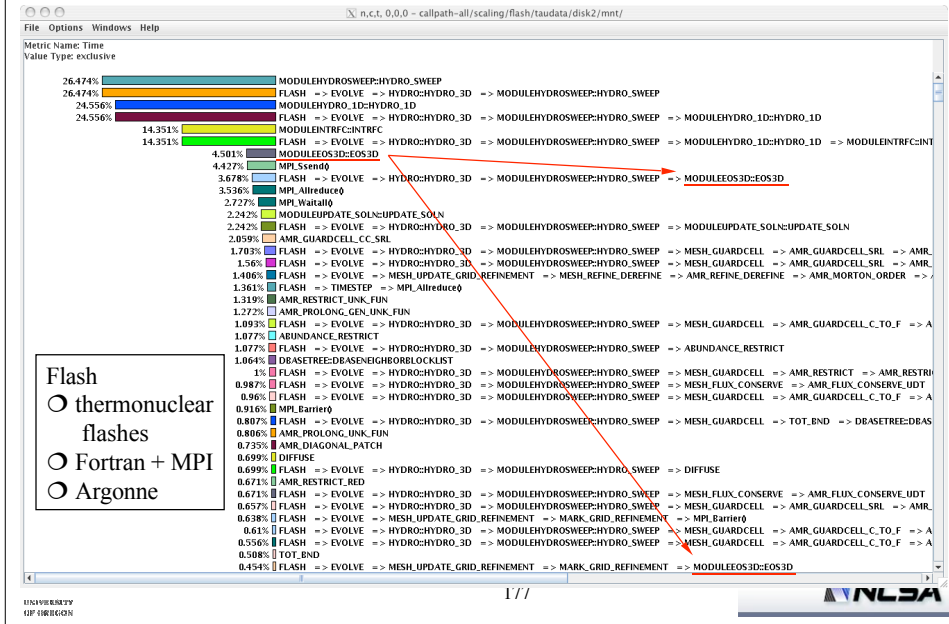 n,c,t, 0,0,0 – callpath-all/scaling/flash/taudata/disk2/mnt/
File Options Windows Help
Metric Name: Time
Value Type: exclusive
26.474% MODULEHYDROSWEEP::HYDRO_SWEEP
26.474% FLASH => EVOLVE => HYDRO::HYDRO_3D => MODULEHYDROSWEEP::HYDRO_SWEEP
24.556% MODULEHYDRO_1D::HYDRO_1D
24.556% FLASH => EVOLVE => HYDRO::HYDRO_3D => MODULEHYDROSWEEP::HYDRO_SWEEP => MODULEHYDRO_1D::HYDRO_1D
14.351% MODULEINTRFC::INTRFC
14.351% FLASH => EVOLVE => HYDRO::HYDRO_3D => MODULEHYDROSWEEP::HYDRO_SWEEP => MODULEHYDRO_1D::HYDRO_1D => MODULEINTRFC::INT
4.501% MODULEEOS3D::EOS3D
4.427% MPI_Ssend()
3.678% FLASH => EVOLVE => HYDRO::HYDRO_3D => MODULEHYDROSWEEP::HYDRO_SWEEP => MODULEEOS3D::EOS3D
3.536% MPI_Allreduce()
2.727% MPI_Waitall()
2.242% MODULEUPDATE_SOLN::UPDATE_SOLN
2.242% FLASH => EVOLVE => HYDRO::HYDRO_3D => MODULEHYDROSWEEP::HYDRO_SWEEP => MODULEUPDATE_SOLN::UPDATE_SOLN
2.059% AMR_GUARDCELL_CC_SRL
1.703% FLASH => EVOLVE => HYDRO::HYDRO_3D => MODULEHYDROSWEEP::HYDRO_SWEEP => MESH_GUARDCELL => AMR_GUARDCELL_SRL => AMR_
1.56% FLASH => EVOLVE => HYDRO::HYDRO_3D => MODULEHYDROSWEEP::HYDRO_SWEEP => MESH_GUARDCELL => AMR_GUARDCELL_SRL => AMR_
1.406% FLASH => EVOLVE => MESH_UPDATE_GRID_REFINEMENT => MESH_REFINE_DEREFINE => AMR_REFINE_DEREFINE => AMR_MORTON_ORDER =>
1.361% FLASH => TIMESTEP => MPI_Allreduce()
1.319% AMR_RESTRICT_UNK_FUN
1.272% AMR_PROLONG_GEN_UNK_FUN
1.093% FLASH => EVOLVE => HYDRO::HYDRO_3D => MODULEHYDROSWEEP::HYDRO_SWEEP => MESH_GUARDCELL => AMR_GUARDCELL_C_TO_F => A
1.077% ABUNDANCE_RESTRICT
1.077% FLASH => EVOLVE => HYDRO::HYDRO_3D => MODULEHYDROSWEEP::HYDRO_SWEEP => ABUNDANCE_RESTRICT
1.064% DBASETREE::DBASENEIGHBORBLOCKLIST
1% FLASH => EVOLVE => HYDRO::HYDRO_3D => MODULEHYDROSWEEP::HYDRO_SWEEP => MESH_GUARDCELL => AMR_RESTRICT => AMR_RESTRI
0.987% FLASH => EVOLVE => HYDRO::HYDRO_3D => MODULEHYDROSWEEP::HYDRO_SWEEP => MESH_FLUX_CONSERVE => AMR_FLUX_CONSERVE_UDT
0.96% FLASH => EVOLVE => HYDRO::HYDRO_3D => MODULEHYDROSWEEP::HYDRO_SWEEP => MESH_GUARDCELL => AMR_GUARDCELL_C_TO_F => A
0.916% MPI_Barrier()
0.807% FLASH => EVOLVE => HYDRO::HYDRO_3D => MODULEHYDROSWEEP::HYDRO_SWEEP => MESH_GUARDCELL => TOT_BND => DBASETREE::DBAS
0.806% AMR_PROLONG_UNK_FUN
0.735% AMR_DIAGONAL_PATCH
0.699% DIFFUSE
0.699% FLASH => EVOLVE => HYDRO::HYDRO_3D => MODULEHYDROSWEEP::HYDRO_SWEEP => DIFFUSE
0.671% AMR_RESTRICT_RED
0.671% FLASH => EVOLVE => HYDRO::HYDRO_3D => MODULEHYDROSWEEP::HYDRO_SWEEP => MESH_FLUX_CONSERVE => AMR_FLUX_CONSERVE_UDT
0.657% FLASH => EVOLVE => HYDRO::HYDRO_3D => MODULEHYDROSWEEP::HYDRO_SWEEP => MESH_GUARDCELL => AMR_GUARDCELL_SRL => AMR_
0.638% FLASH => EVOLVE => MESH_UPDATE_GRID_REFINEMENT => MARK_GRID_REFINEMENT => MPI_Barrier()
0.61% FLASH => EVOLVE => HYDRO::HYDRO_3D => MODULEHYDROSWEEP::HYDRO_SWEEP => MESH_GUARDCELL => AMR_GUARDCELL_C_TO_F => A
0.556% FLASH => EVOLVE => HYDRO::HYDRO_3D => MODULEHYDROSWEEP::HYDRO_SWEEP => MESH_GUARDCELL => AMR_GUARDCELL_C_TO_F => A
0.508% TOT_BND
0.454% FLASH => EVOLVE => MESH_UPDATE_GRID_REFINEMENT => MARK_GRID_REFINEMENT => MODULEEOS3D::EOS3D
Flash
❍ thermonuclear
flashes
❍ Fortran + MPI
❍ Argonne
UNIVERSITY
OF OREGON
177
NCSA